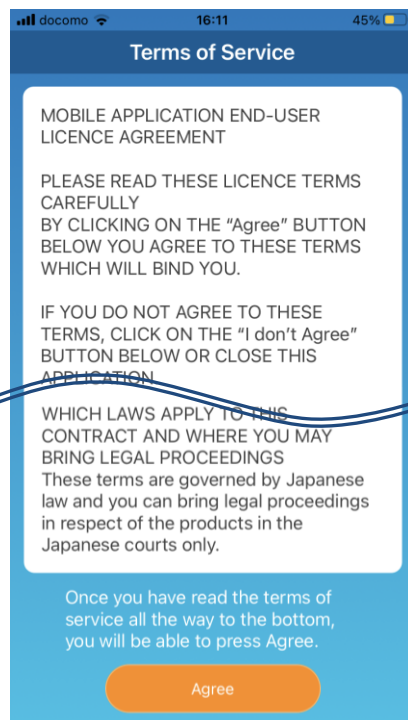 docomo 16:11 45%
Terms of Service
MOBILE APPLICATION END-USER
LICENCE AGREEMENT
PLEASE READ THESE LICENCE TERMS
CAREFULLY
BY CLICKING ON THE “Agree” BUTTON
BELOW YOU AGREE TO THESE TERMS
WHICH WILL BIND YOU.
IF YOU DO NOT AGREE TO THESE
TERMS, CLICK ON THE “I don’t Agree”
BUTTON BELOW OR CLOSE THIS
APPLICATION
WHICH LAWS APPLY TO THIS
CONTRACT AND WHERE YOU MAY
BRING LEGAL PROCEEDINGS
These terms are governed by Japanese
law and you can bring legal proceedings
in respect of the products in the
Japanese courts only.
Once you have read the terms of
service all the way to the bottom,
you will be able to press Agree.
Agree